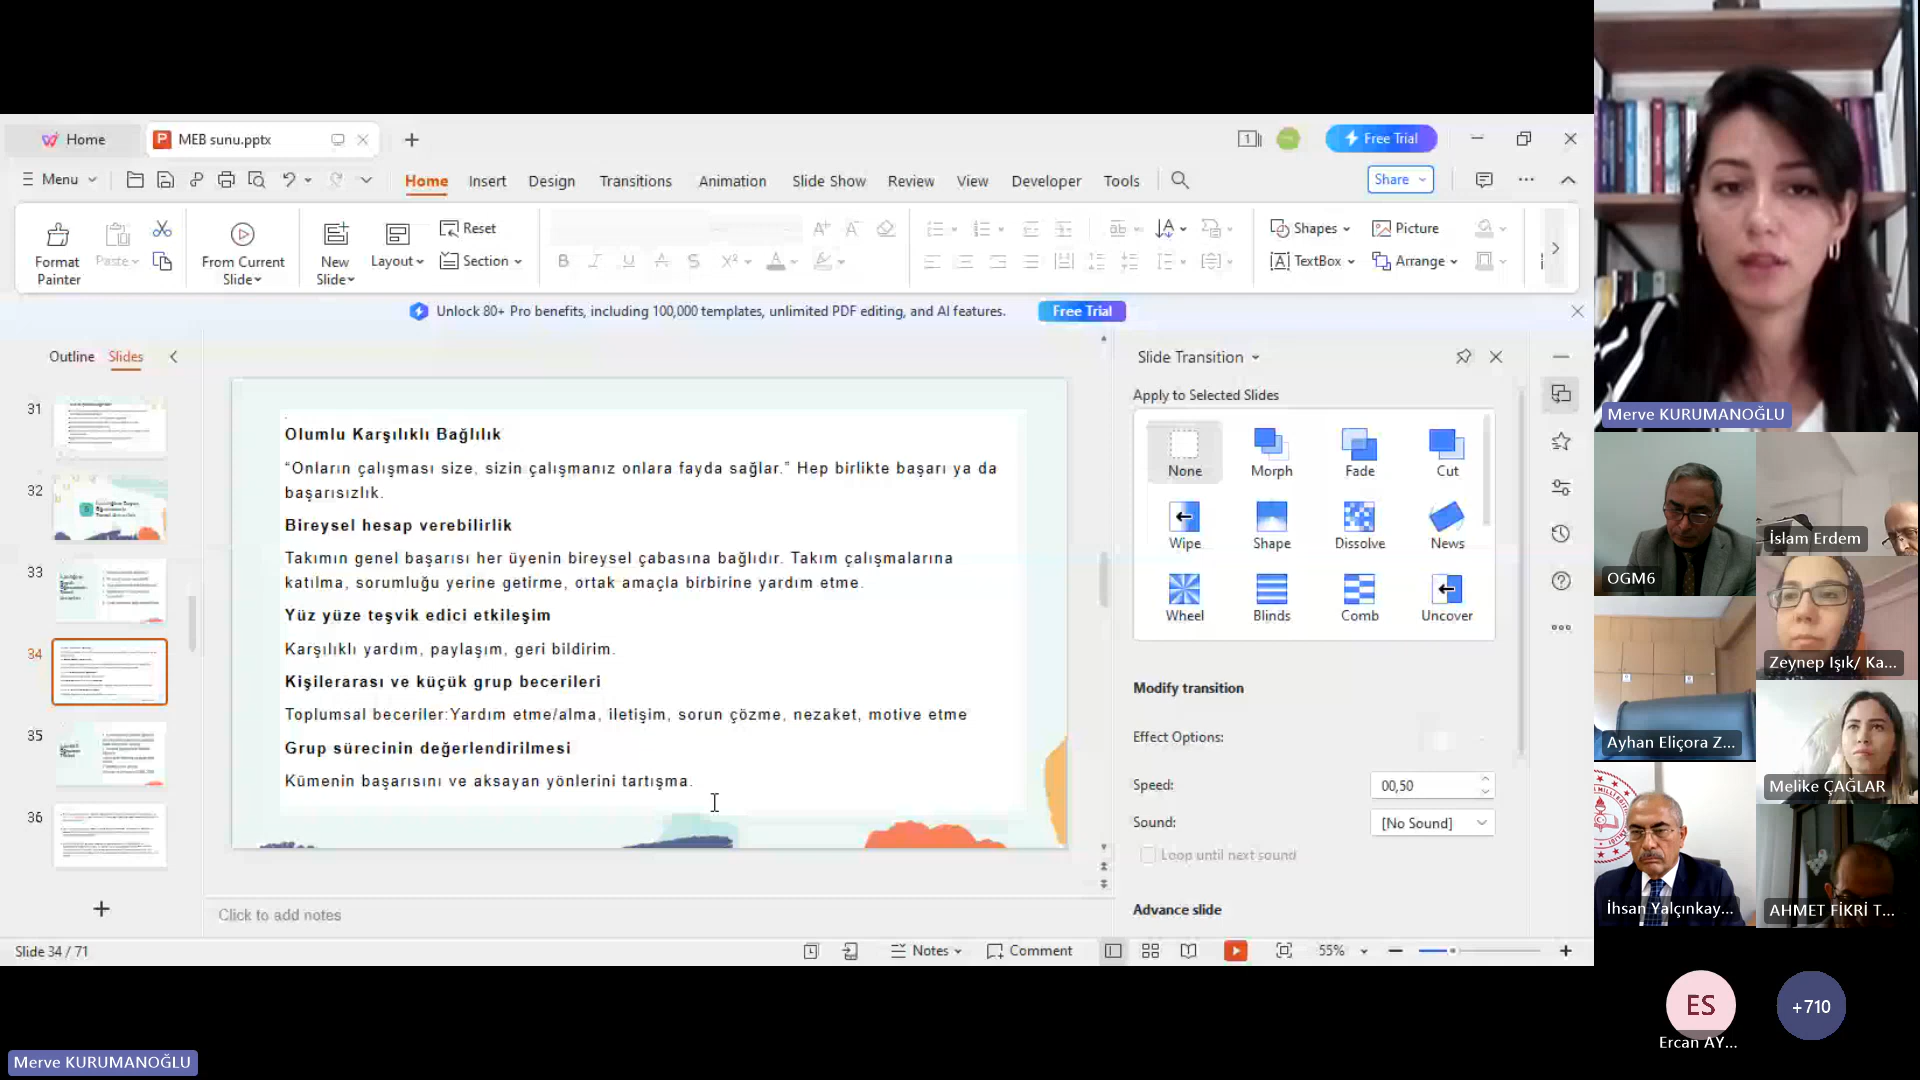 Home
MEB sunu.pptx
Free Trial
Menu
Home
Insert
Design
Transitions
Animation
Slide Show
Review
View
Developer
Tools
Share
Format Painter
Paste
From Current Slide
New Slide
Layout
Reset
Section
Shapes
Picture
TextBox
Arrange
Unlock 80+ Pro benefits, including 100,000 templates, unlimited PDF editing, and AI features.
Free Trial
Outline
Slides
31
32
33
34
35
36
Olumlu Karşılıklı Bağlılık
“Onların çalışması size, sizin çalışmanız onlara fayda sağlar.” Hep birlikte başarı ya da
başarısızlık.
Bireysel hesap verebilirlik
Takımın genel başarısı her üyenin bireysel çabasına bağlıdır. Takım çalışmalarına
katılma, sorumluğu yerine getirme, ortak amaçla birbirine yardım etme.
Yüz yüze teşvik edici etkileşim
Karşılıklı yardım, paylaşım, geri bildirim.
Kişilerarası ve küçük grup becerileri
Toplumsal beceriler:Yardım etme/alma, iletişim, sorun çözme, nezaket, motive etme
Grup sürecinin değerlendirilmesi
Kümenin başarısını ve aksayan yönlerini tartışma.
Click to add notes
Slide Transition
Apply to Selected Slides
None
Morph
Fade
Cut
Wipe
Shape
Dissolve
News
Wheel
Blinds
Comb
Uncover
Modify transition
Effect Options:
Speed:
00,50
Sound:
[No Sound]
Loop until next sound
Advance slide
Slide 34 / 71
Notes
Comment
55%
Merve KURUMANOĞLU
OGM6
İslam Erdem
Zeynep Işık/ Ka...
Ayhan Eliçora Z...
Melike ÇAĞLAR
İhsan Yalçınkay...
AHMET FİKRİ T...
ES
+710
Ercan AY...
Merve KURUMANOĞLU